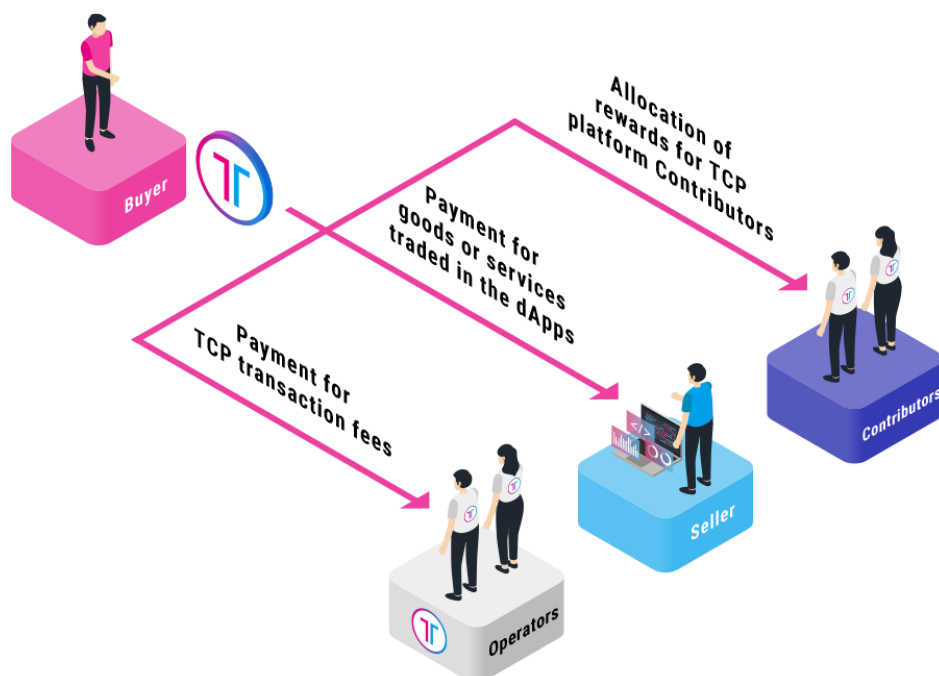 Buyer
Allocation of
rewards for TCP
platform Contributors
Payment for
goods or services
traded in the dApps
Payment for
TCP transaction fees
Contributors
Seller
Operators
</>